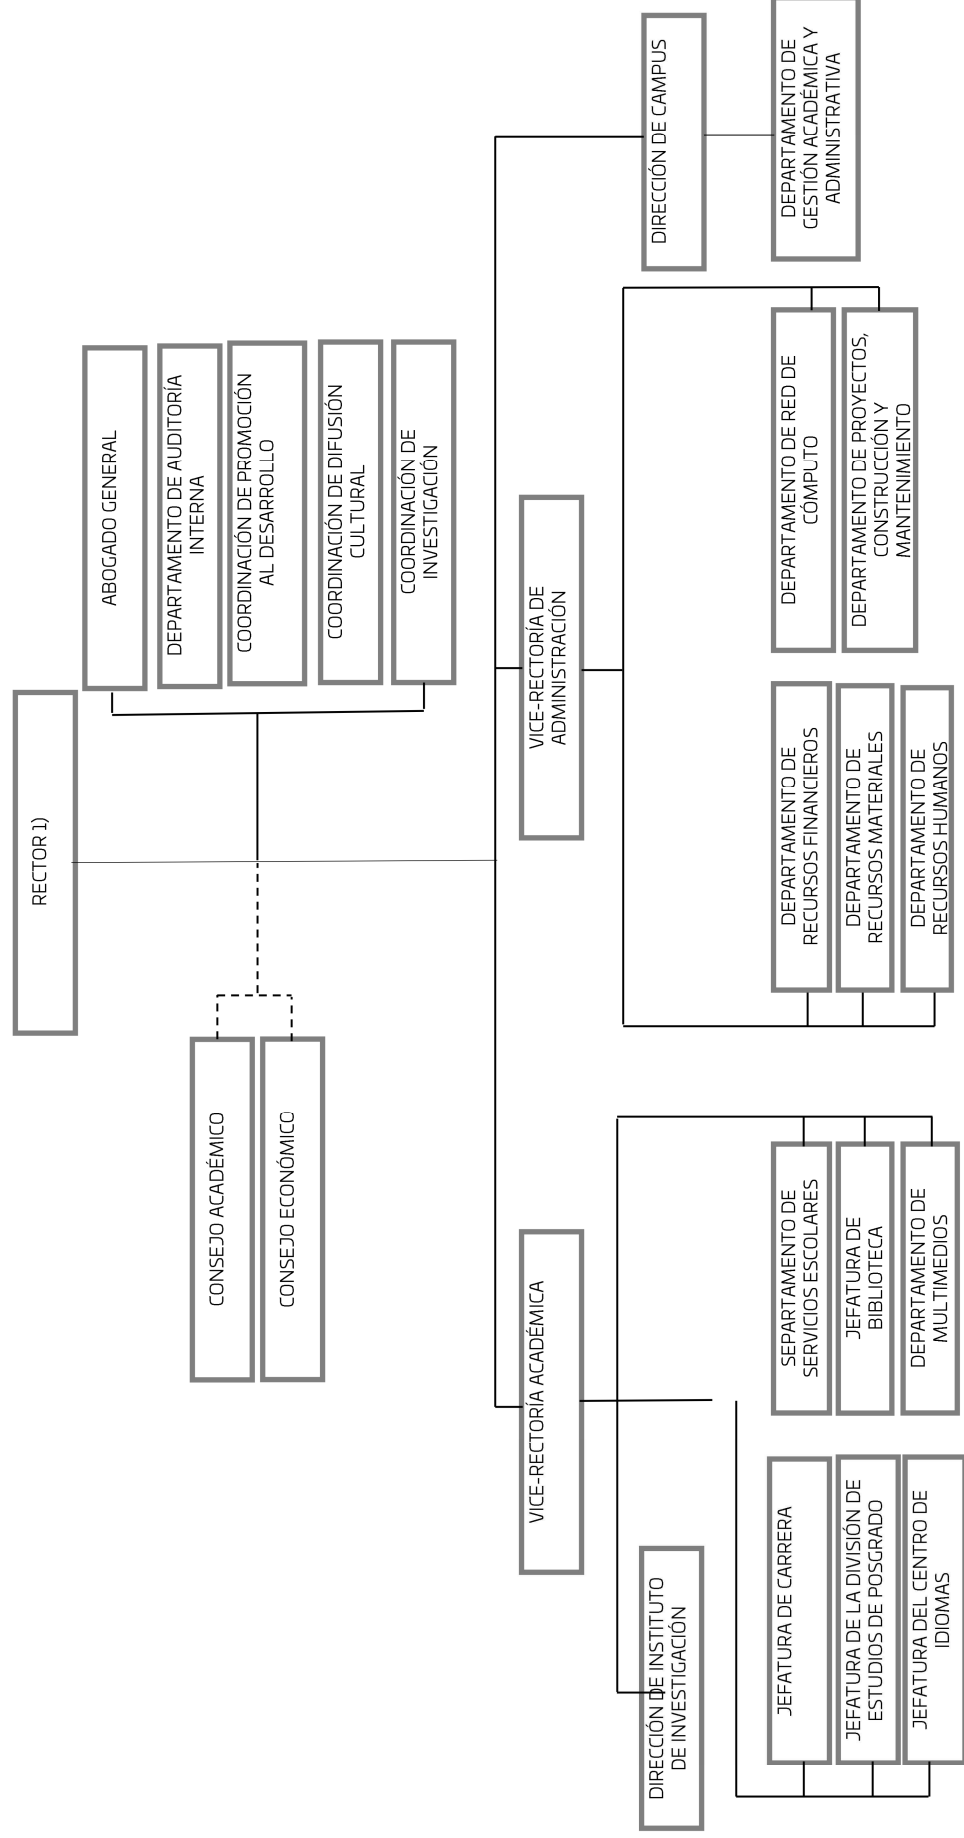 RECTOR 1)
ABOGADO GENERAL
DEPARTAMENTO DE AUDITORÍA
INTERNA
COORDINACIÓN DE PROMOCIÓN
AL DESARROLLO
COORDINACIÓN DE DIFUSIÓN
CULTURAL
COORDINACIÓN DE
INVESTIGACIÓN
CONSEJO ACADÉMICO
CONSEJO ECONÓMICO
VICE-RECTORÍA ACADÉMICA
VICE-RECTORÍA DE
ADMINISTRACIÓN
DIRECCIÓN DE CAMPUS
DIRECCIÓN DE INSTITUTO
DE INVESTIGACIÓN
JEFATURA DE CARRERA
JEFATURA DE LA DIVISIÓN DE
ESTUDIOS DE POSGRADO
JEFATURA DEL CENTRO DE
IDIOMAS
SEPARTAMENTO DE
SERVICIOS ESCOLARES
JEFATURA DE
BIBLIOTECA
DEPARTAMENTO DE
MULTIMEDIOS
DEPARTAMENTO DE
RECURSOS FINANCIEROS
DEPARTAMENTO DE
RECURSOS MATERIALES
DEPARTAMENTO DE
RECURSOS HUMANOS
DEPARTAMENTO DE RED DE
CÓMPUTO
DEPARTAMENTO DE PROYECTOS,
CONSTRUCCIÓN Y
MANTENIMIENTO
DEPARTAMENTO DE
GESTIÓN ACADÉMICA Y
ADMINISTRATIVA